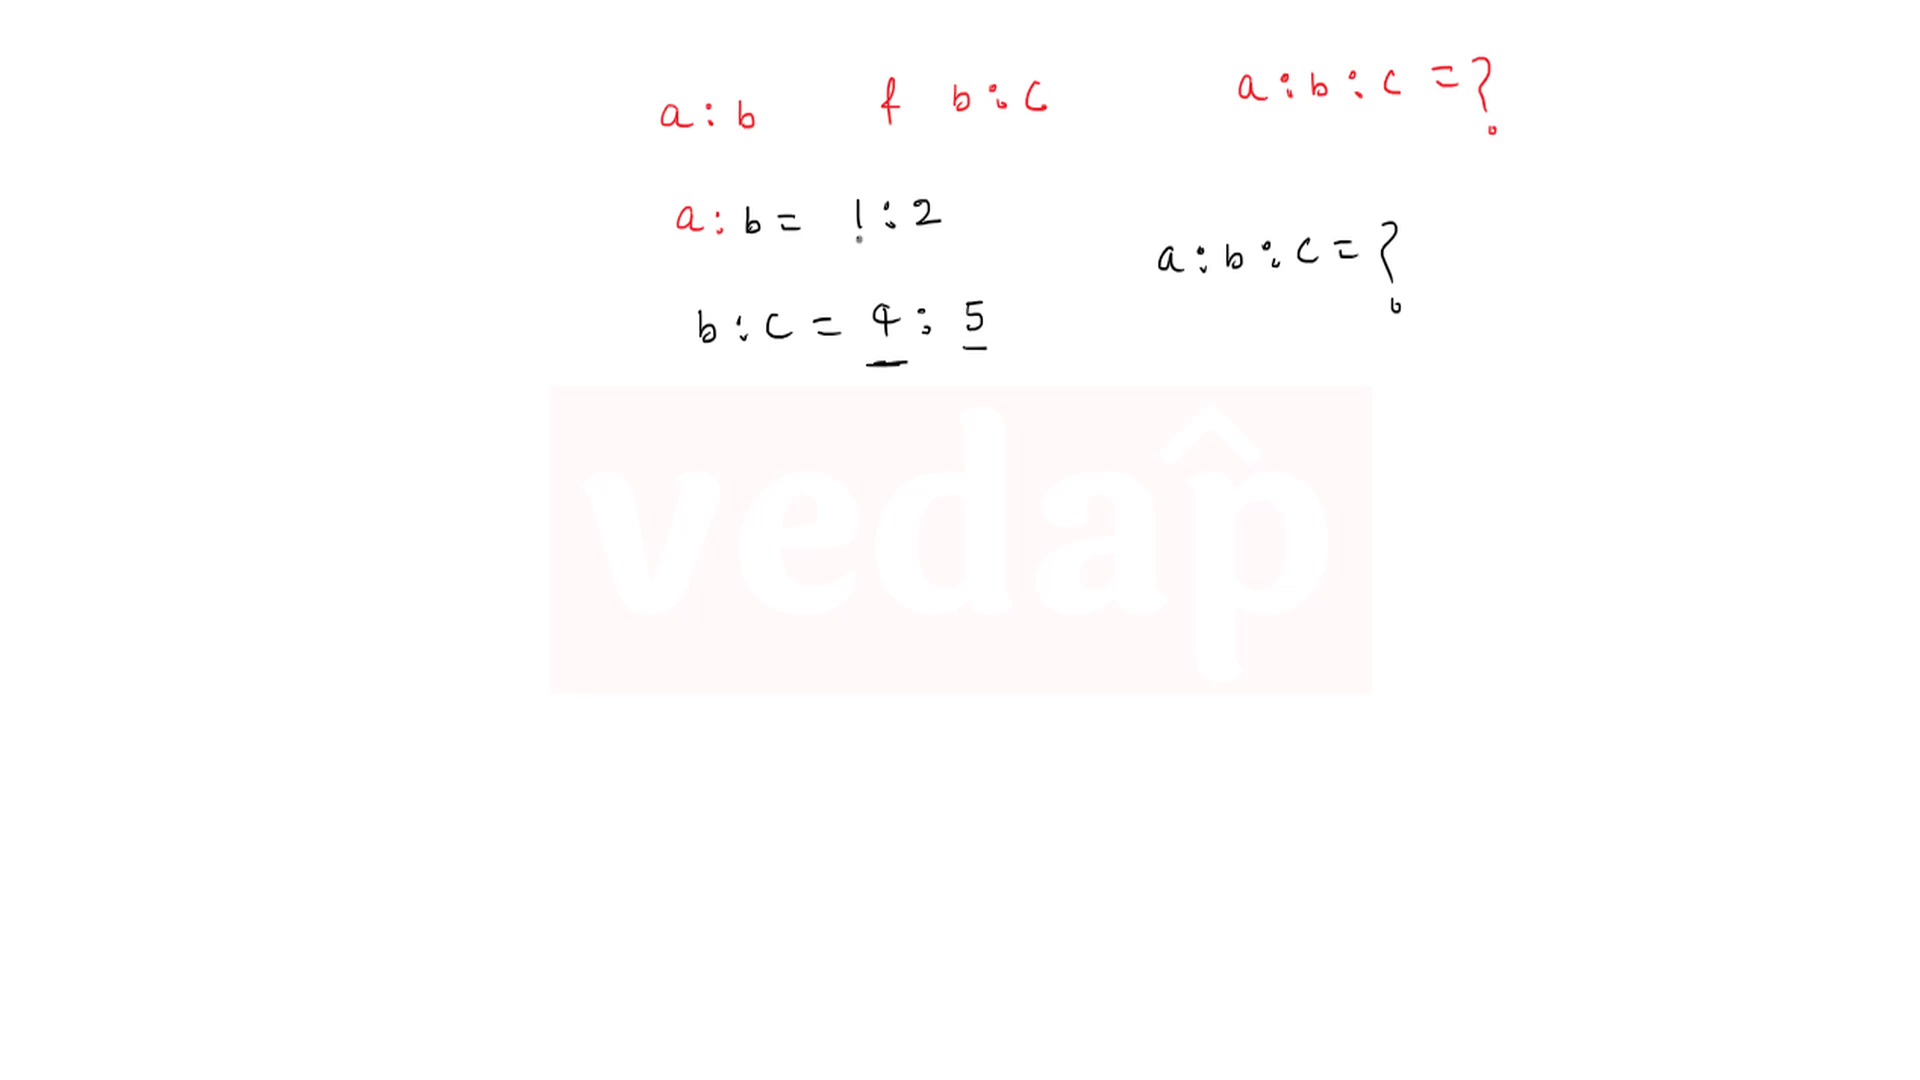 a : b & b : c a : b : c = ?
a : b = 1 : 2
a : b : c = ?
b : c = 4 : 5
vedap̂